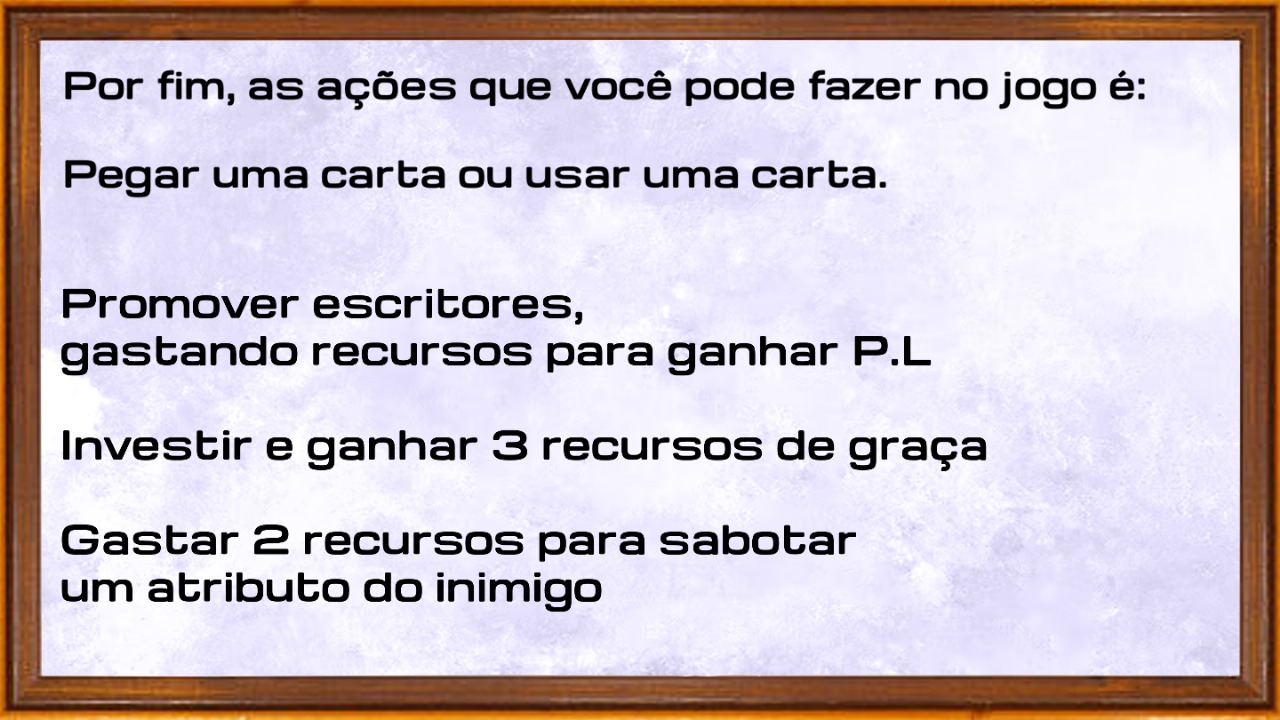 Por fim, as ações que você pode fazer no jogo é:
Pegar uma carta ou usar uma carta.
Promover escritores,
gastando recursos para ganhar P.L
Investir e ganhar 3 recursos de graça
Gastar 2 recursos para sabotar
um atributo do inimigo